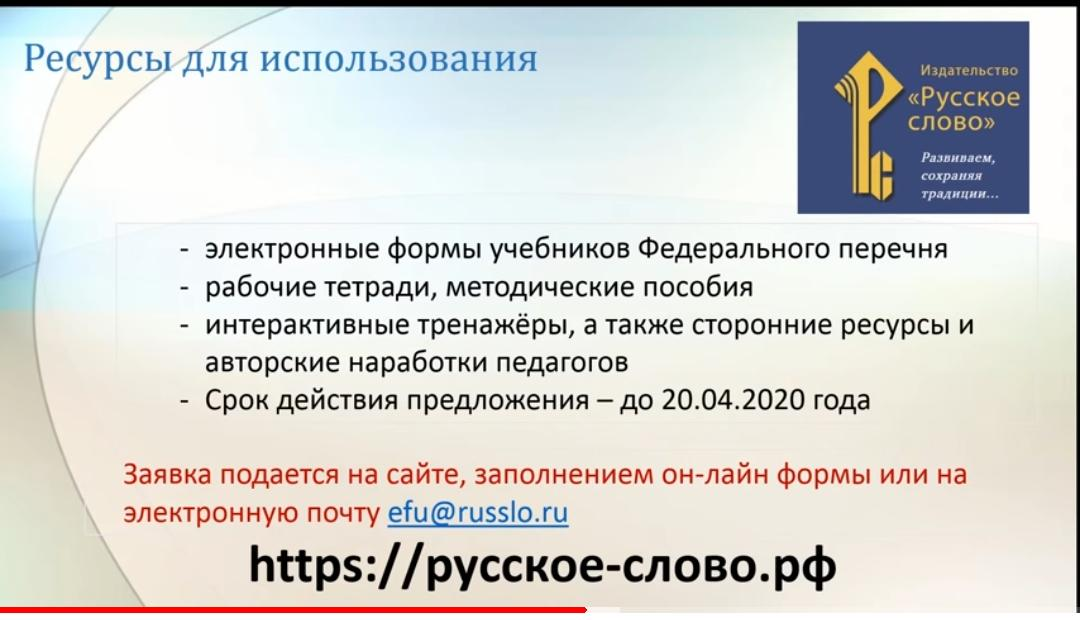 Ресурсы для использования
Издательство
«Русское
слово»
Развиваем,
сохраняя
традиции...
- электронные формы учебников Федерального перечня
- рабочие тетради, методические пособия
- интерактивные тренажёры, а также сторонние ресурсы и
авторские наработки педагогов
- Срок действия предложения – до 20.04.2020 года
Заявка подается на сайте, заполнением он-лайн формы или на
электронную почту efu@russlo.ru
https://русское-слово.рф